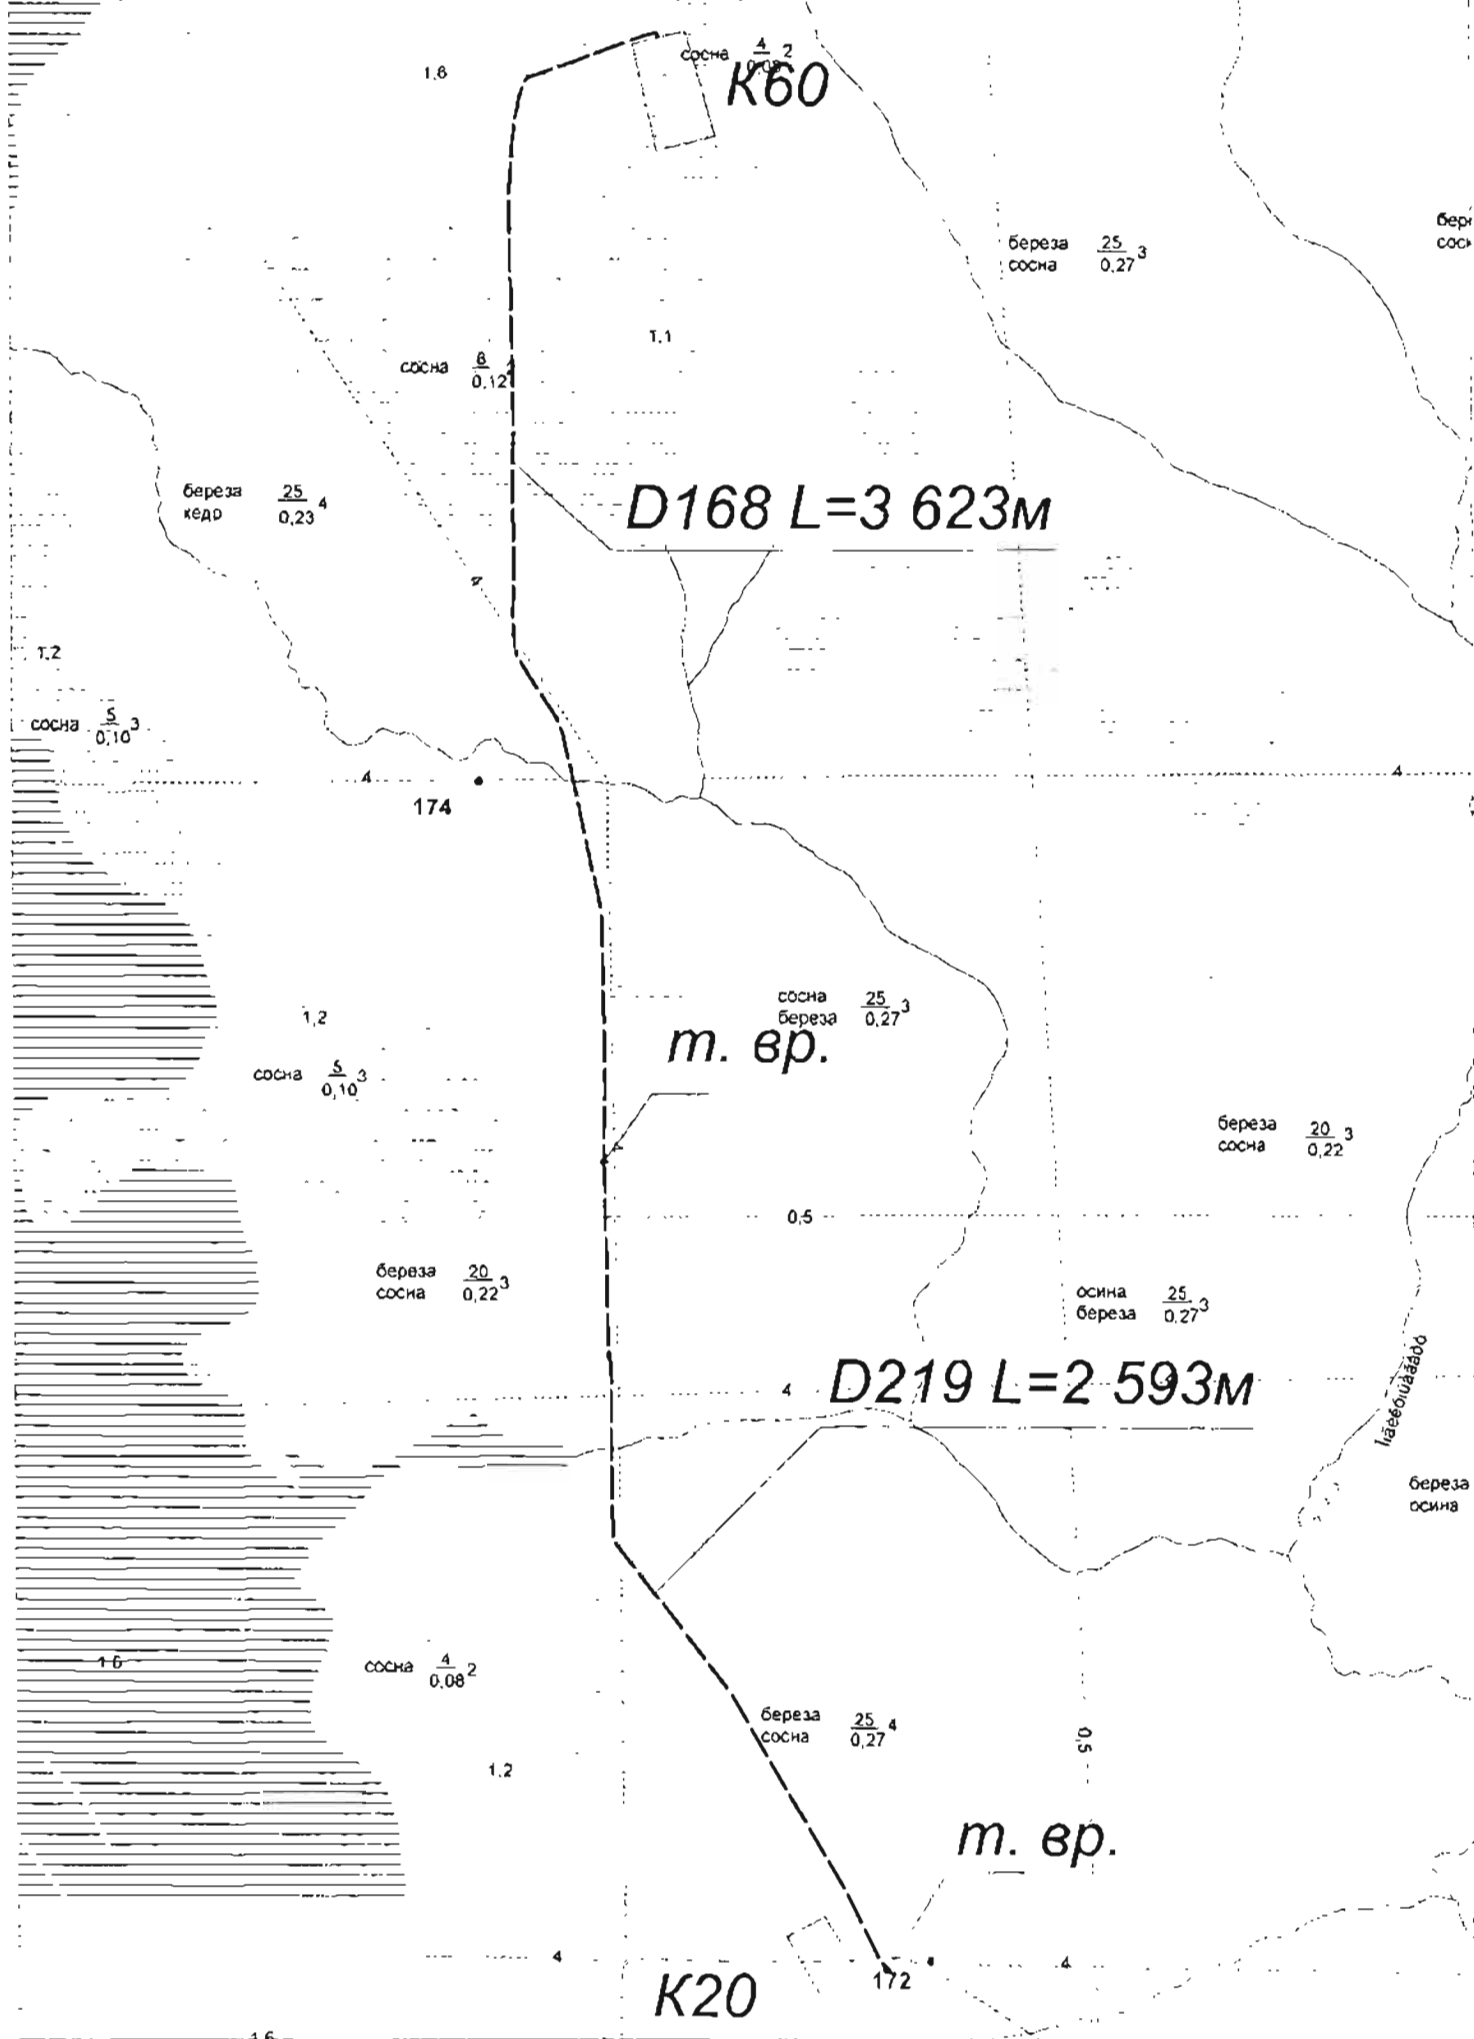 сосна 4 2
1,6
К60
береза 25 3
сосна 0,27
Т.1
сосна 8
0,12
береза 25 4
кедр 0,23
D168 L=3 623м
Т.2
сосна 5 3
0,10
4
4
174
сосна 25 3
береза 0,27
1,2
т. вр.
сосна 5 3
0,10
береза 20 3
сосна 0,22
0,5
береза 20 3
сосна 0,22
осина 25 3
береза 0,27
4
D219 L=2 593м
береза
осина
1,6
сосна 4 2
0,08
береза 25 4
сосна 0,27
0,5
1.2
т. вр.
4
4
172
К20
1,6